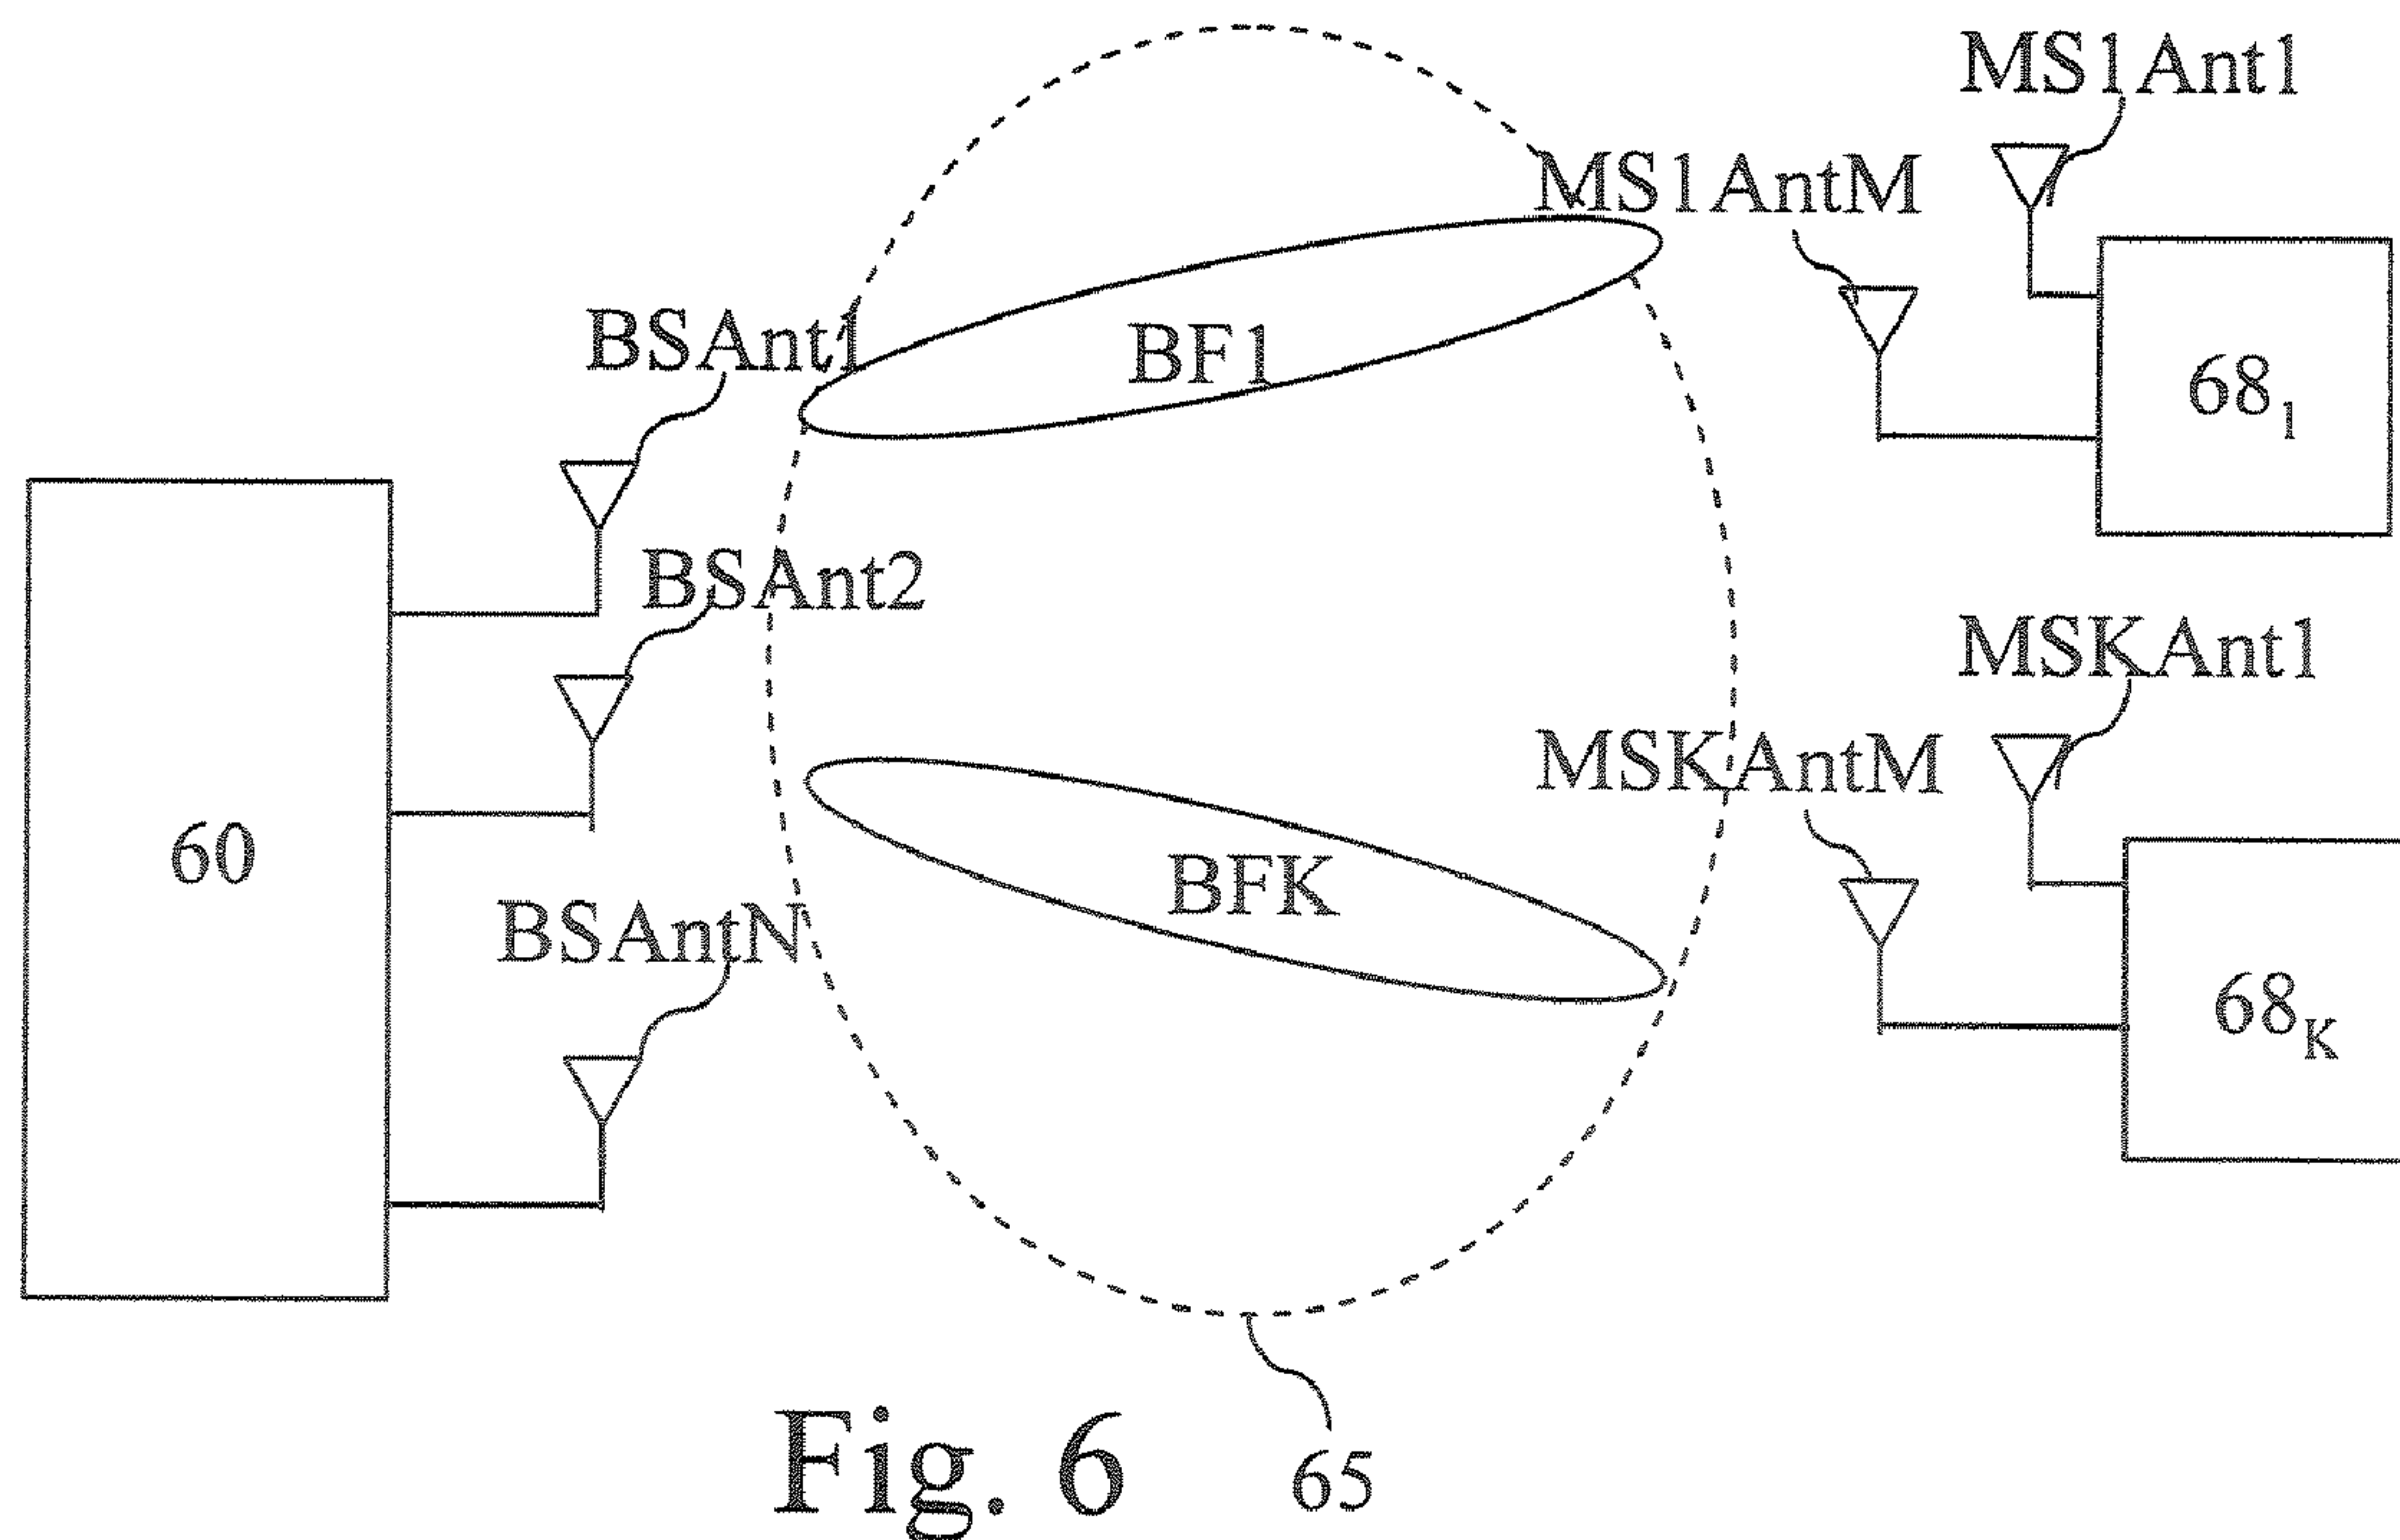 MS1Ant1
MS1AntM
BSAnt1
BF1
68₁
BSAnt2
MSKAnt1
MSKAntM
60
BFK
BSAntN
68ₖ
Fig. 6
65